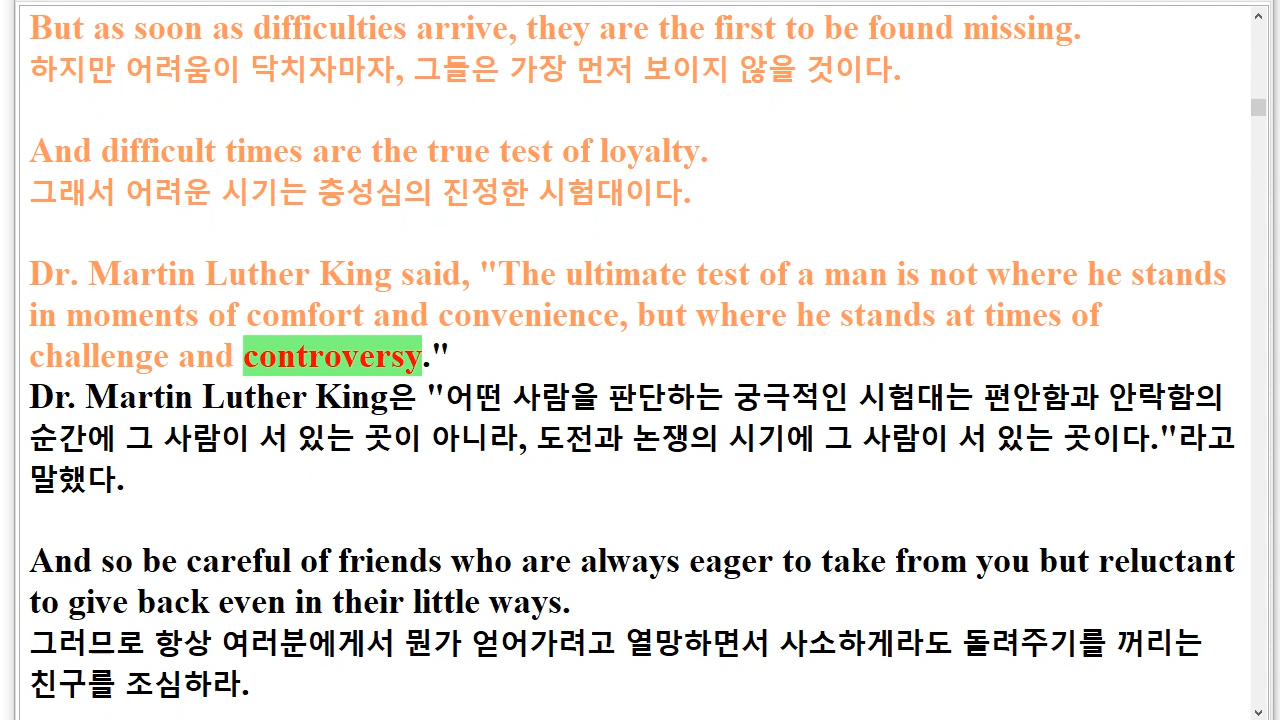 But as soon as difficulties arrive, they are the first to be found missing.
하지만 어려움이 닥치자마자, 그들은 가장 먼저 보이지 않을 것이다.
And difficult times are the true test of loyalty.
그래서 어려운 시기는 충성심의 진정한 시험대이다.
Dr. Martin Luther King said, "The ultimate test of a man is not where he stands
in moments of comfort and convenience, but where he stands at times of
challenge and controversy."
Dr. Martin Luther King은 "어떤 사람을 판단하는 궁극적인 시험대는 편안함과 안락함의
순간에 그 사람이 서 있는 곳이 아니라, 도전과 논쟁의 시기에 그 사람이 서 있는 곳이다."라고
말했다.
And so be careful of friends who are always eager to take from you but reluctant
to give back even in their little ways.
그러므로 항상 여러분에게서 뭔가 얻어가려고 열망하면서 사소하게라도 돌려주기를 꺼리는
친구를 조심하라.